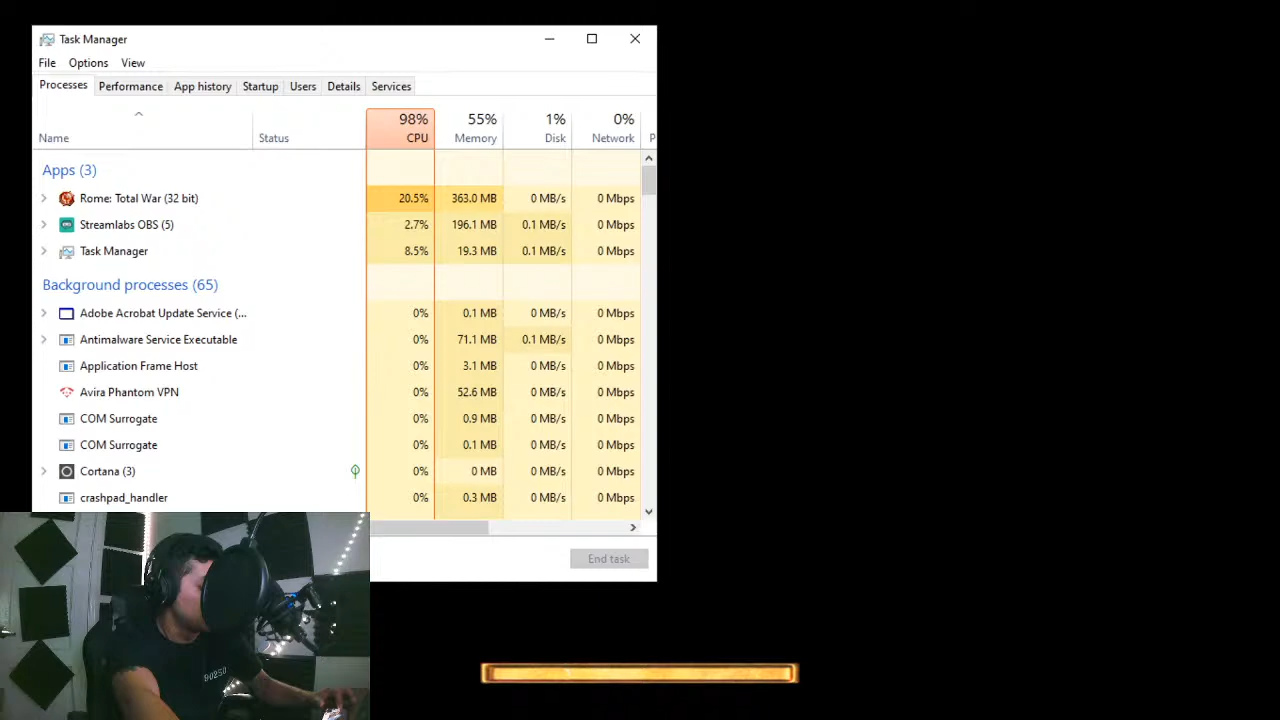 Task Manager
File Options View
Processes Performance App history Startup Users Details Services
98% 55% 1% 0%
Name Status CPU Memory Disk Network P
Apps (3)
Rome: Total War (32 bit) 20.5% 363.0 MB 0 MB/s 0 Mbps
Streamlabs OBS (5) 2.7% 196.1 MB 0.1 MB/s 0 Mbps
Task Manager 8.5% 19.3 MB 0.1 MB/s 0 Mbps
Background processes (65)
Adobe Acrobat Update Service (... 0% 0.1 MB 0 MB/s 0 Mbps
Antimalware Service Executable 0% 71.1 MB 0.1 MB/s 0 Mbps
Application Frame Host 0% 3.1 MB 0 MB/s 0 Mbps
Avira Phantom VPN 0% 52.6 MB 0 MB/s 0 Mbps
COM Surrogate 0% 0.9 MB 0 MB/s 0 Mbps
COM Surrogate 0% 0.1 MB 0 MB/s 0 Mbps
Cortana (3) 0% 0 MB 0 MB/s 0 Mbps
crashpad_handler 0% 0.3 MB 0 MB/s 0 Mbps
End task
90250